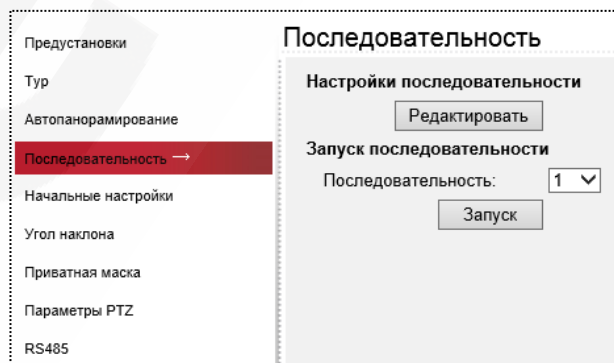 Предустановки
Тур
Автопанорамирование
Последовательность →
Начальные настройки
Угол наклона
Приватная маска
Параметры PTZ
RS485
Последовательность
Настройки последовательности
Редактировать
Запуск последовательности
Последовательность: 1
Запуск